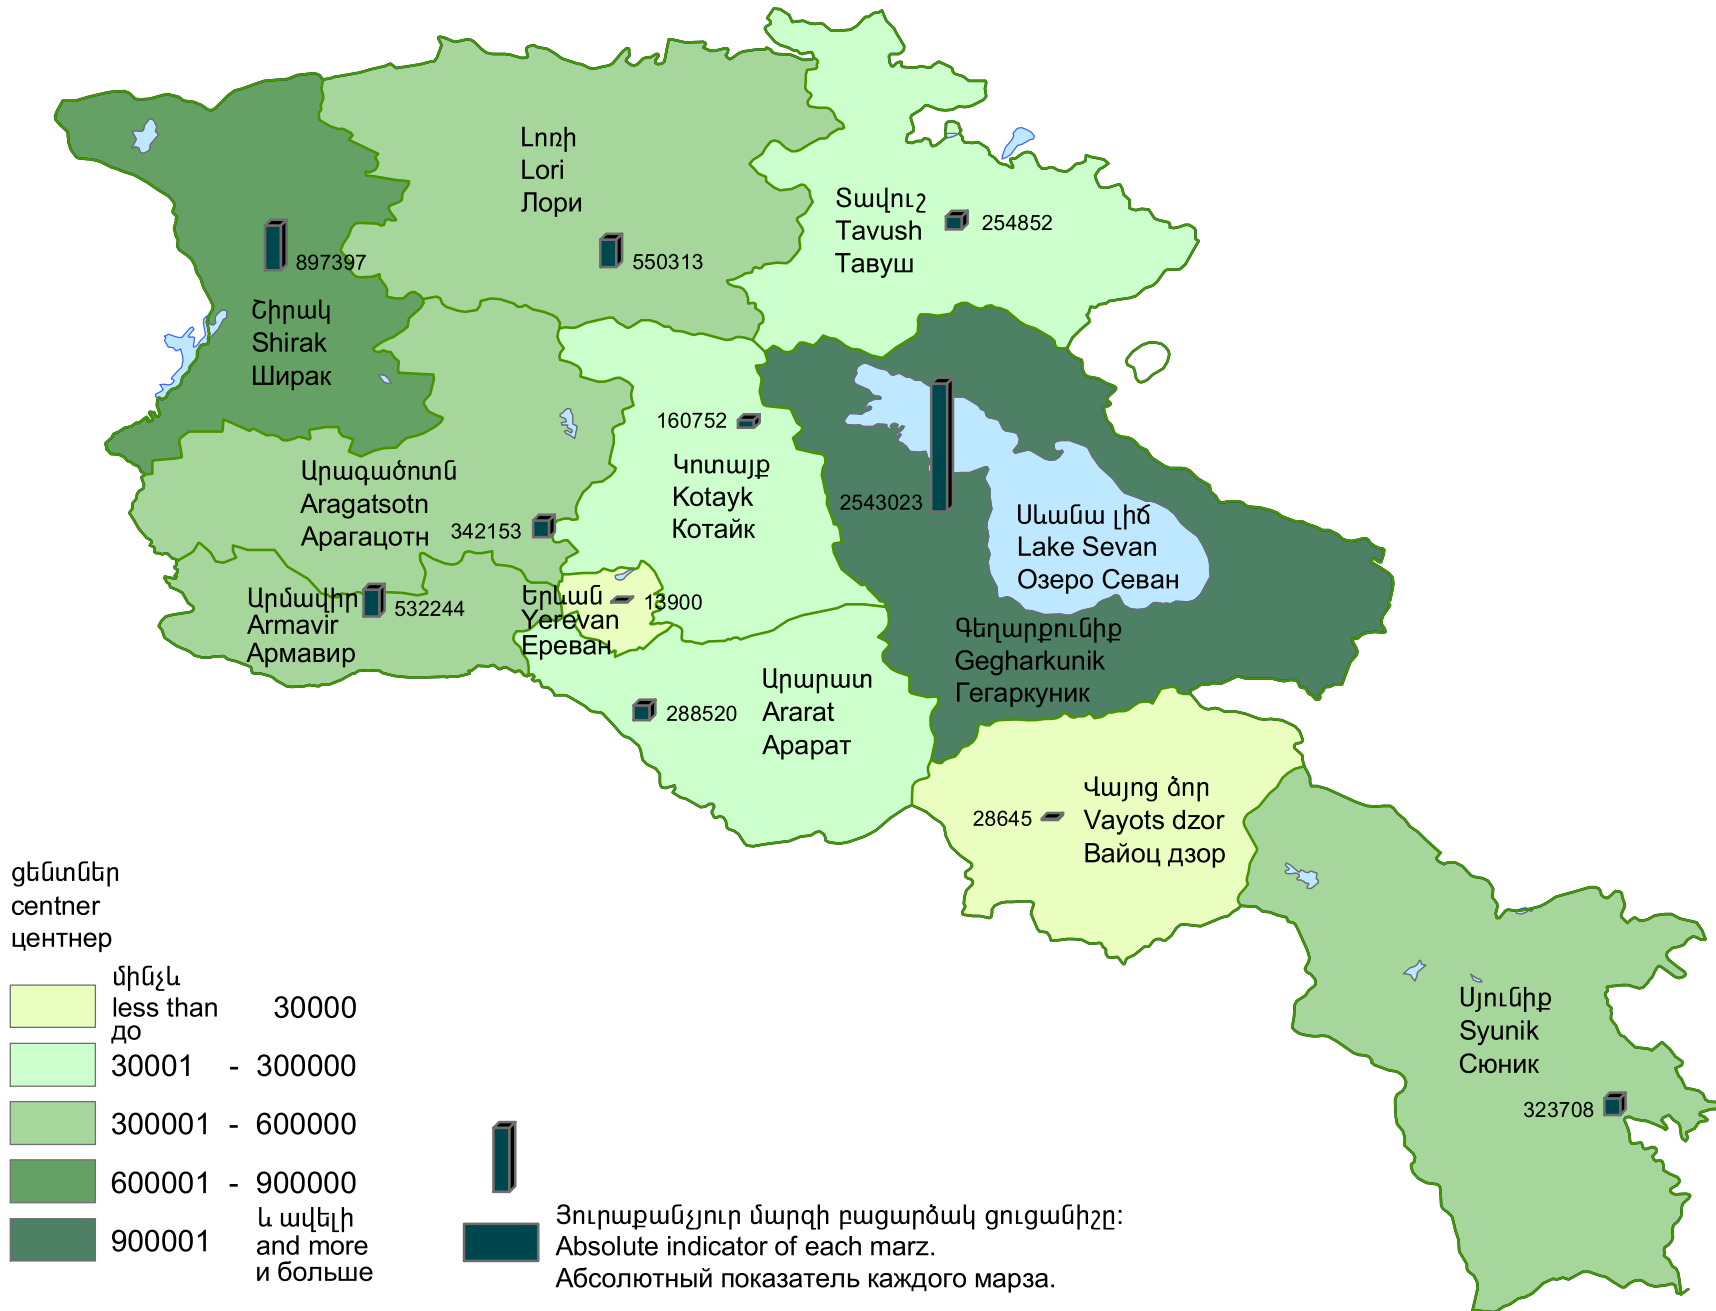 Լոռի
Lori
Лори
550313
Տավուշ
Tavush
Тавуш
254852
897397
Շիրակ
Shirak
Ширак
160752
Կոտայք
Kotayk
Котайк
Արագածոտն
Aragatsotn
Арагацотн
342153
2543023
Սևանա լիճ
Lake Sevan
Озеро Севан
Արմավիր
Armavir
Армавир
532244
Երևան
Yerevan
Ереван
13900
Գեղարքունիք
Gegharkunik
Гегаркуник
Արարատ
Ararat
Арарат
288520
Վայոց ձոր
Vayots dzor
Вайоц дзор
28645
Սյունիք
Syunik
Сюник
323708
ցենտներ
centner
центнер
մինչև
less than 30000
до
30001 - 300000
300001 - 600000
600001 - 900000
և ավելի
900001 and more
и больше
Յուրաքանչյուր մարզի բացարձակ ցուցանիշը:
Absolute indicator of each marz.
Абсолютный показатель каждого марза.